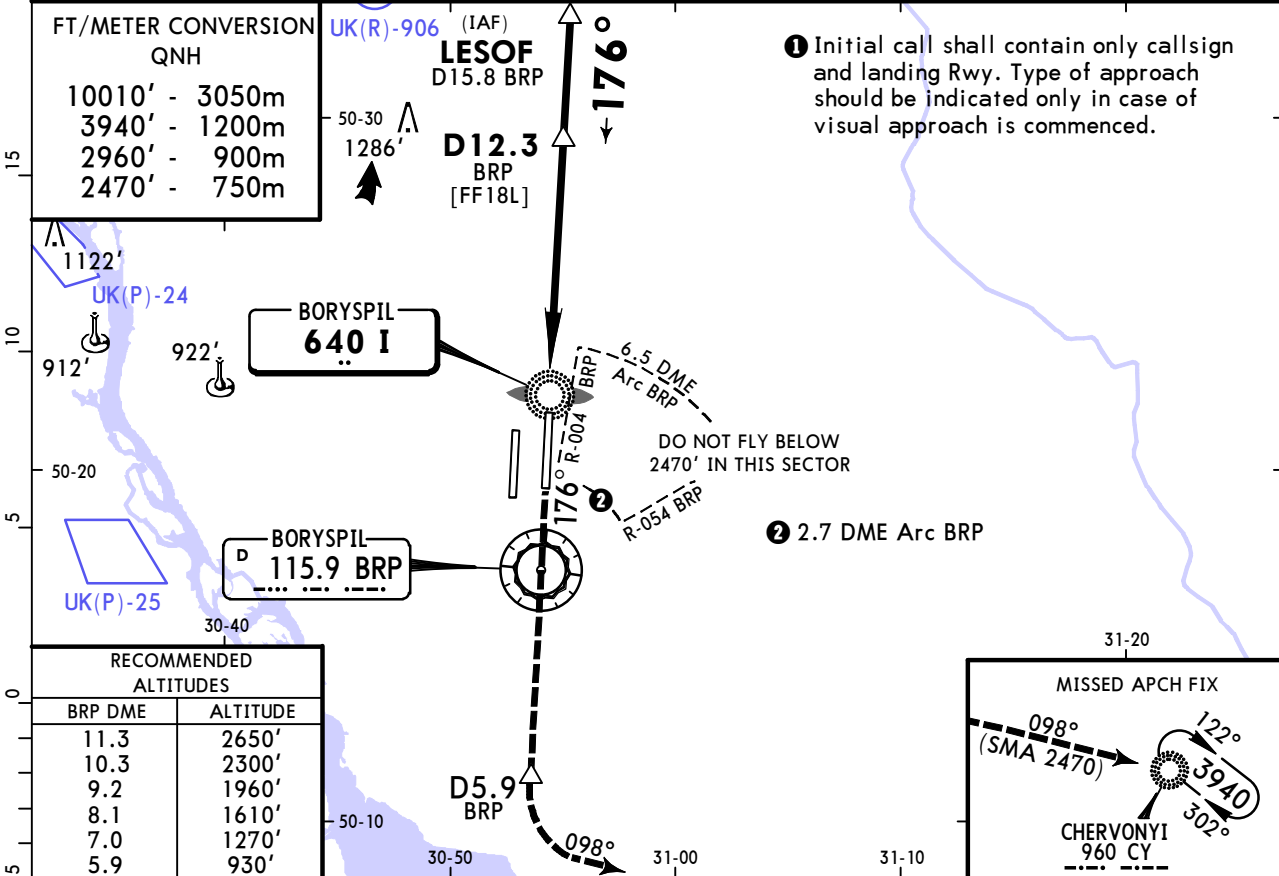 FT/METER CONVERSION
QNH
10010' - 3050m
3940' - 1200m
2960' - 900m
2470' - 750m
UK(R)-906
(IAF)
LESOF
D15.8 BRP
176°
❶ Initial call shall contain only callsign
and landing Rwy. Type of approach
should be indicated only in case of
visual approach is commenced.
50-30
1286'
D12.3
BRP
[FF18L]
15
1122'
UK(P)-24
912'
922'
10
BORYSPIL
640 I
6.5 DME
Arc BRP
R-004 BRP
DO NOT FLY BELOW
2470' IN THIS SECTOR
R-054 BRP
176°
❷
50-20
5
❷ 2.7 DME Arc BRP
BORYSPIL
D 115.9 BRP
UK(P)-25
30-40
31-20
0
RECOMMENDED
ALTITUDES
BRP DME ALTITUDE
11.3 2650'
10.3 2300'
9.2 1960'
8.1 1610'
7.0 1270'
5.9 930'
5
D5.9
BRP
50-10
098°
30-50
31-00
31-10
MISSED APCH FIX
098°
(SMA 2470)
122°
3940
302°
CHERVONYI
960 CY